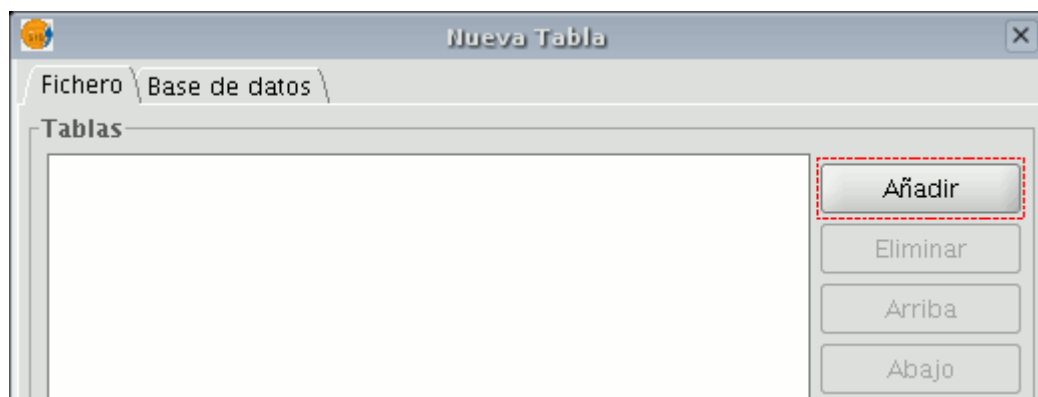 Nueva Tabla
Fichero Base de datos
Tablas
Añadir
Eliminar
Arriba
Abajo